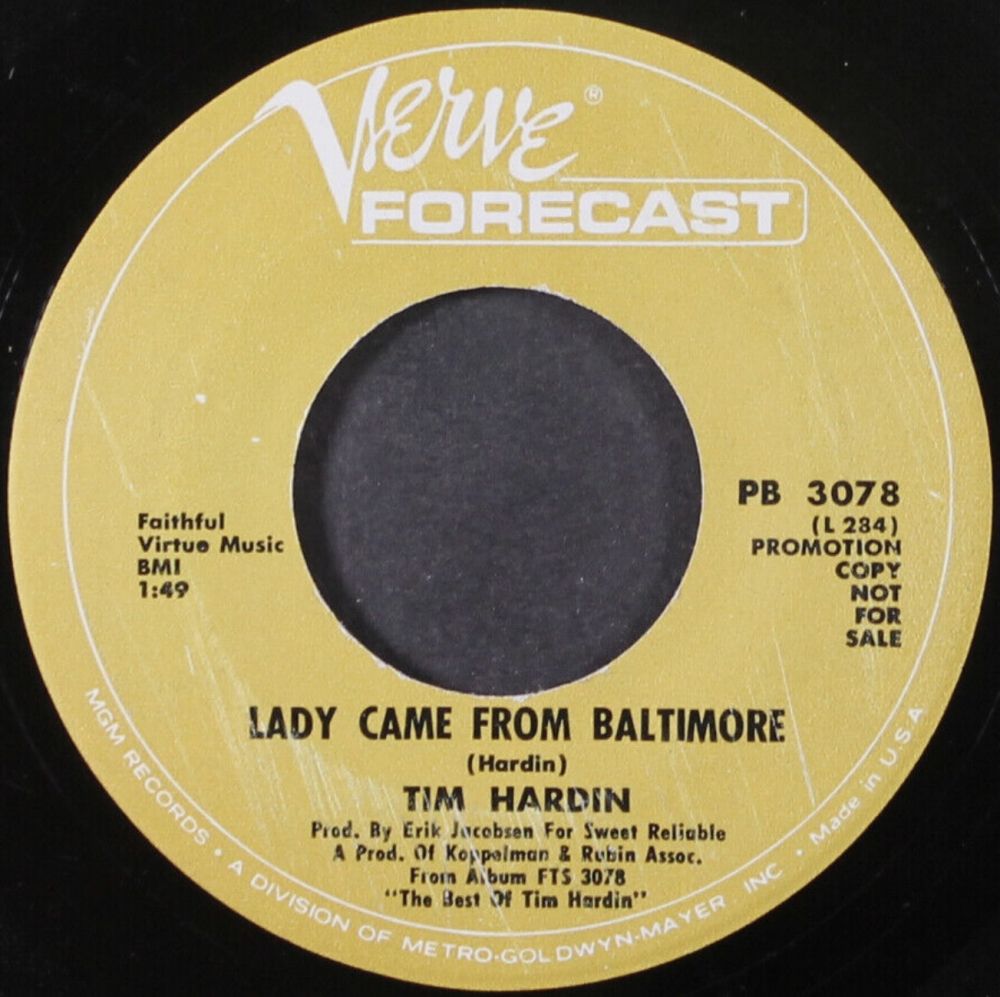 Verve ®
FORECAST
Faithful
Virtue Music
BMI
1:49
PB 3078
(L 284)
PROMOTION
COPY
NOT
FOR
SALE
LADY CAME FROM BALTIMORE
(Hardin)
TIM HARDIN
Prod. By Erik Jacobsen For Sweet Reliable
A Prod. Of Koppelman & Rubin Assoc.
From Album FTS 3078
"The Best Of Tim Hardin"
MGM RECORDS • A DIVISION OF METRO-GOLDWYN-MAYER INC • Made in U.S.A